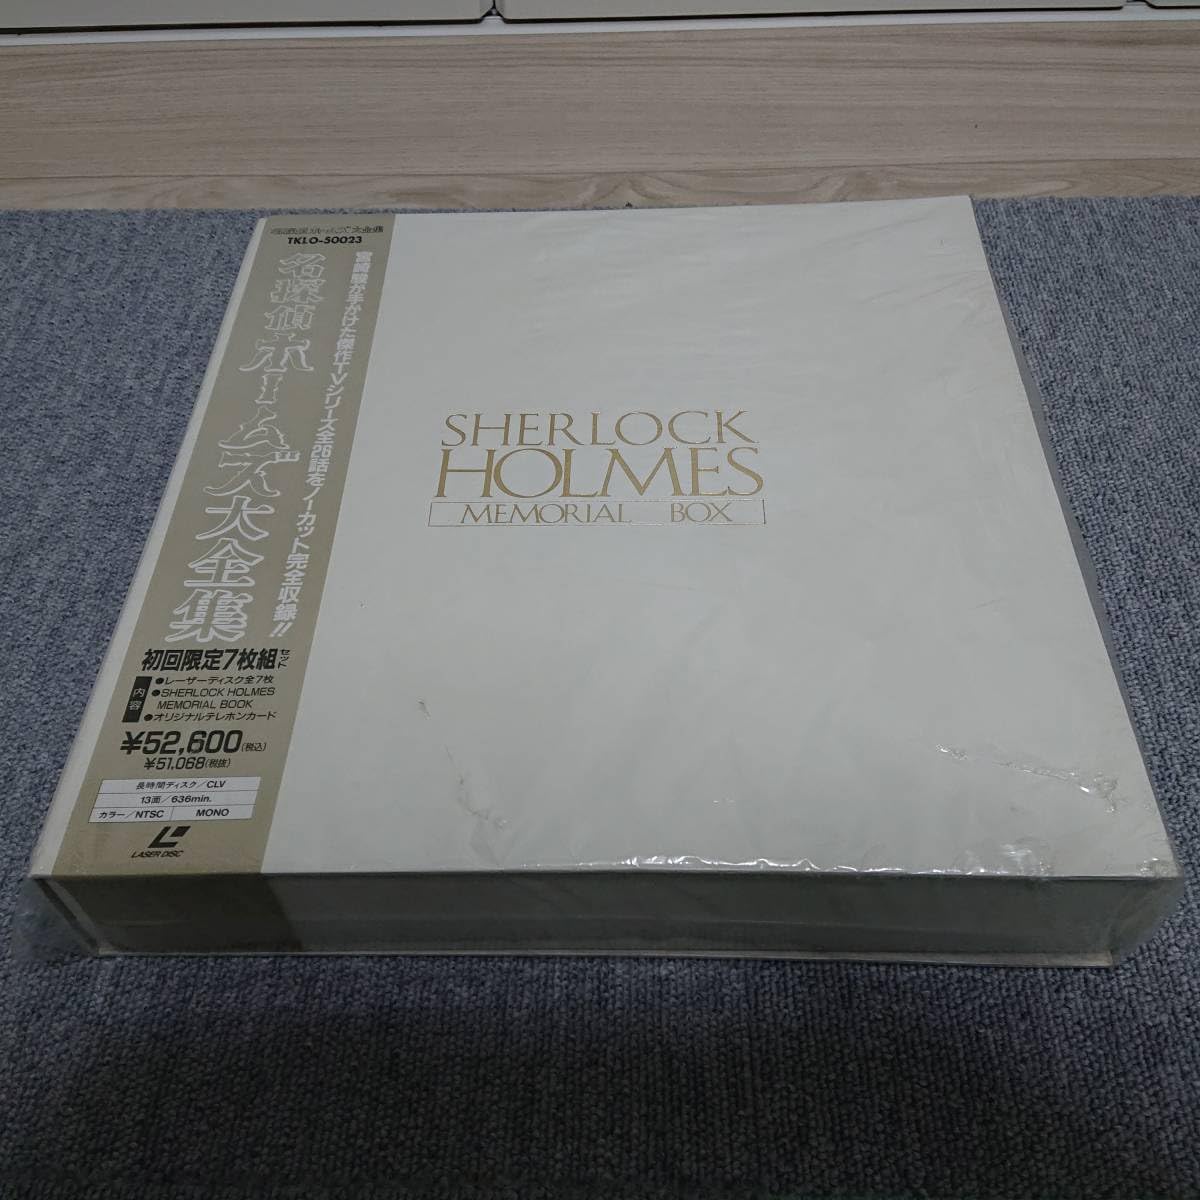 名探偵ホームズ大全集
TKLO-50023
宮崎駿が手がけた傑作TVシリーズ全26話をノーカット完全収録!!
名探偵ホームズ大全集
初回限定7枚組セット
内容
●レーザーディスク全7枚
●SHERLOCK HOLMES
MEMORIAL BOOK
●オリジナルテレホンカード
¥52,600(税込)
¥51,068(税抜)
長時間ディスク/CLV
13面/636min.
カラー/NTSC MONO
LASER DISC
SHERLOCK
HOLMES
MEMORIAL BOX